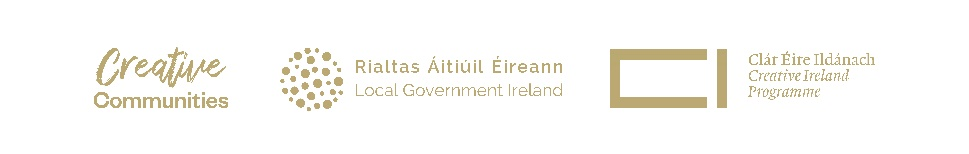 Creative
Communities
Rialtas Áitiúil Éireann
Local Government Ireland
Clár Éire Ildánach
Creative Ireland
Programme